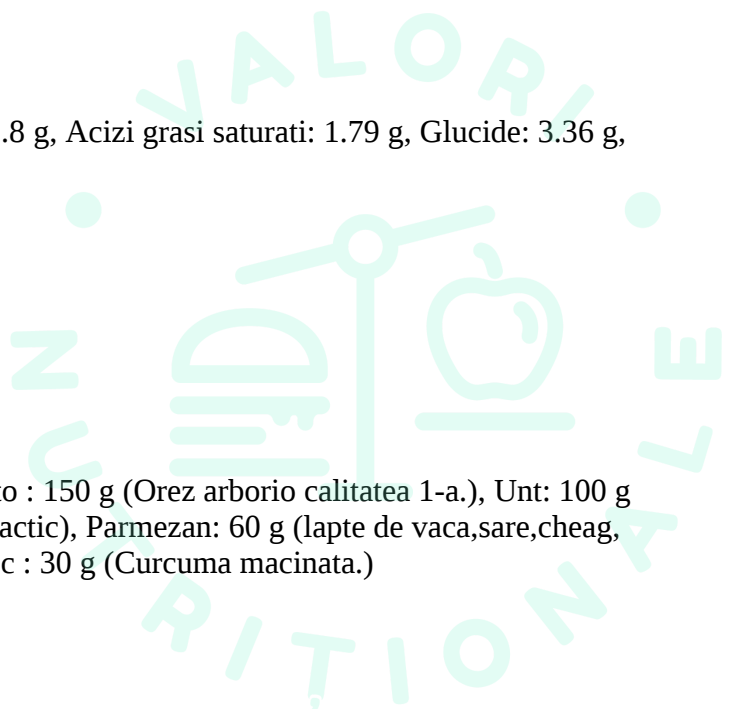 VALORI
.8 g, Acizi grasi saturati: 1.79 g, Glucide: 3.36 g,
to : 150 g (Orez arborio calitatea 1-a.), Unt: 100 g
actic), Parmezan: 60 g (lapte de vaca,sare,cheag,
c : 30 g (Curcuma macinata.)
NUTRITIONALE